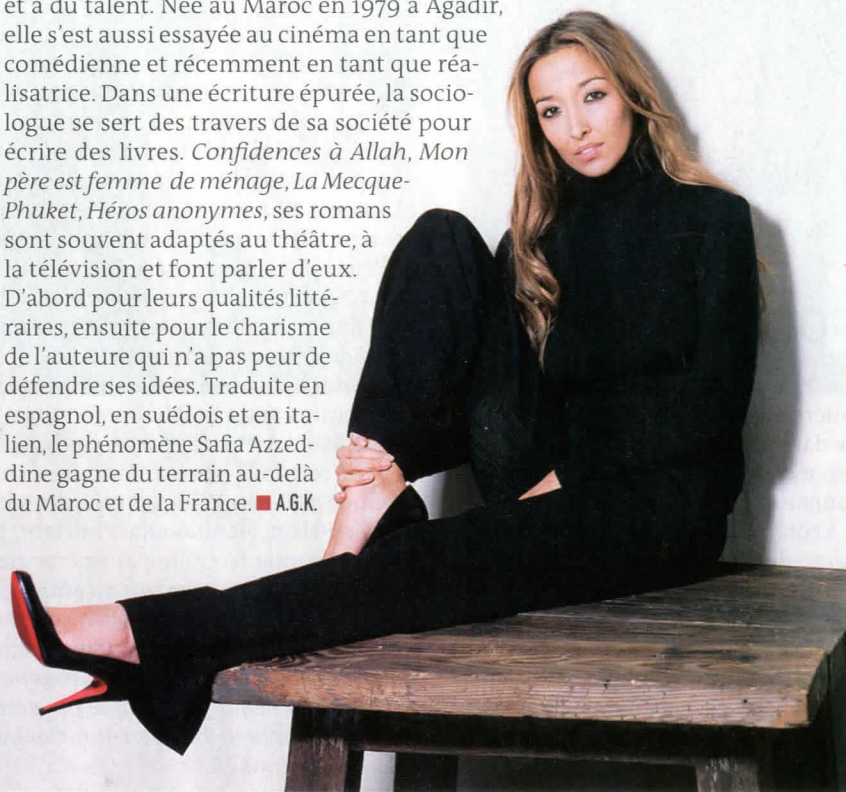 et a du talent. Née au Maroc en 1979 à Agadir,
elle s'est aussi essayée au cinéma en tant que
comédienne et récemment en tant que réa-
lisatrice. Dans une écriture épurée, la socio-
logue se sert des travers de sa société pour
écrire des livres. Confidences à Allah, Mon
père est femme de ménage, La Mecque-
Phuket, Héros anonymes, ses romans
sont souvent adaptés au théâtre, à
la télévision et font parler d'eux.
D'abord pour leurs qualités litté-
raires, ensuite pour le charisme
de l'auteure qui n'a pas peur de
défendre ses idées. Traduite en
espagnol, en suédois et en ita-
lien, le phénomène Safia Azzed-
dine gagne du terrain au-delà
du Maroc et de la France. ■ A.G.K.